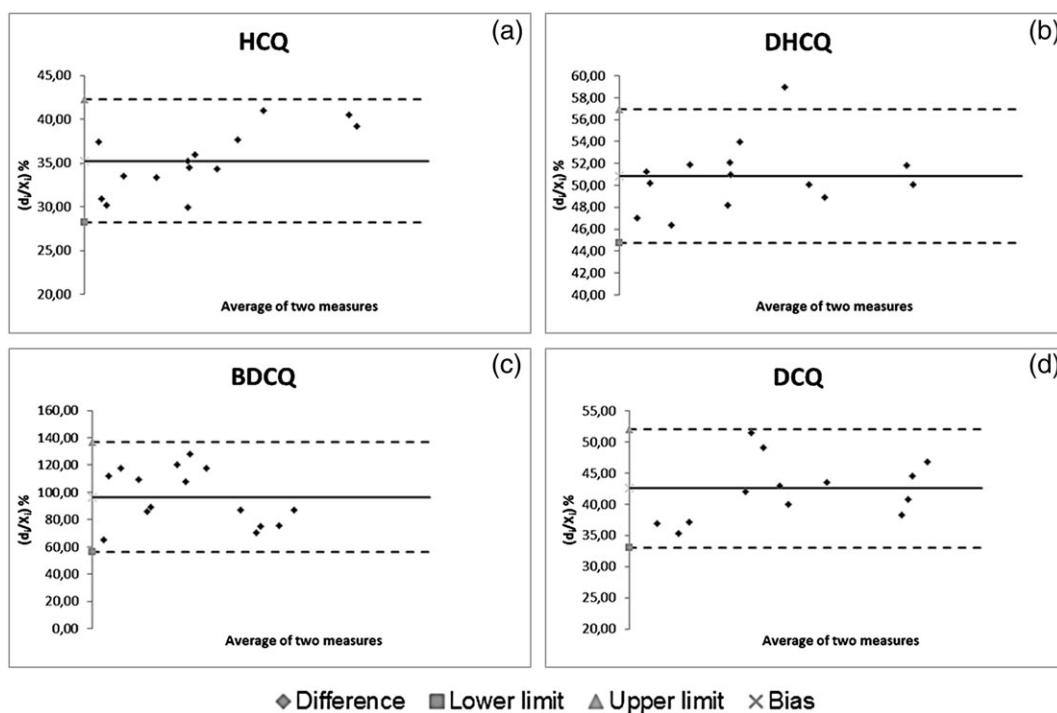 (a)
HCQ
45,00
40,00
35,00
30,00
25,00
20,00
(di/Xi) %
Average of two measures
(b)
DHCQ
60,00
58,00
56,00
54,00
52,00
50,00
48,00
46,00
44,00
42,00
40,00
(di/Xi) %
Average of two measures
(c)
BDCQ
160,00
140,00
120,00
100,00
80,00
60,00
40,00
20,00
0,00
(di/Xi) %
Average of two measures
(d)
DCQ
55,00
50,00
45,00
40,00
35,00
30,00
25,00
20,00
(di/Xi) %
Average of two measures
Difference Lower limit Upper limit Bias